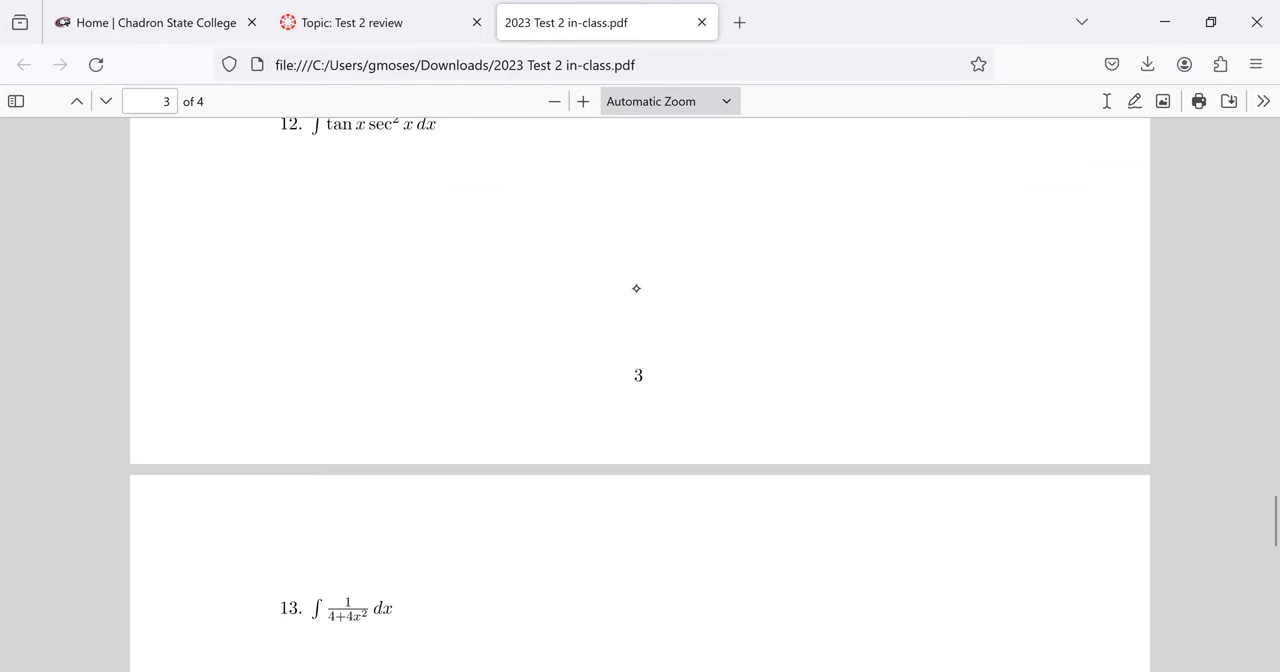 Home | Chadron State College
Topic: Test 2 review
2023 Test 2 in-class.pdf
file:///C:/Users/gmoses/Downloads/2023 Test 2 in-class.pdf
3 of 4
Automatic Zoom
12. ∫ tan x sec² x dx
3
13. ∫ 1/(4+4x²) dx